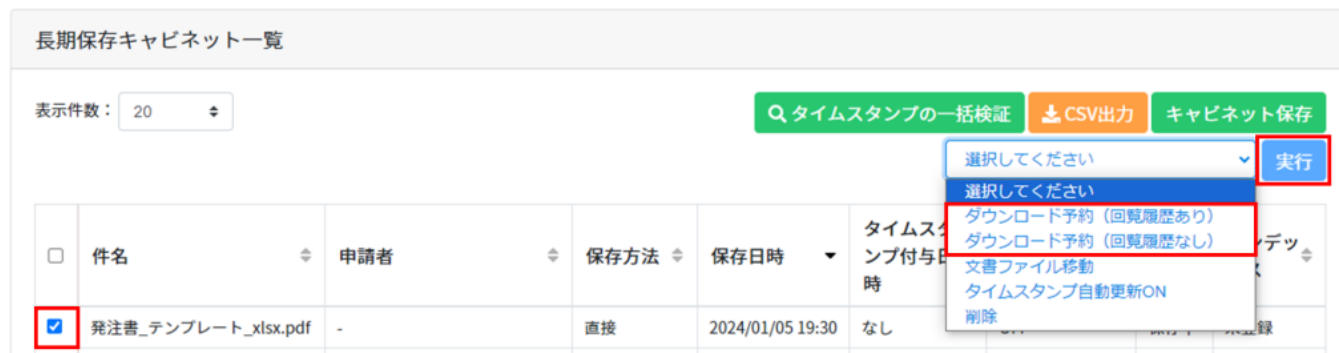 長期保存キャビネット一覧
表示件数： 20
タイムスタンプの一括検証 CSV出力 キャビネット保存
選択してください 実行
選択してください
ダウンロード予約（回覧履歴あり）
ダウンロード予約（回覧履歴なし）
文書ファイル移動
タイムスタンプ自動更新ON
削除
件名 申請者 保存方法 保存日時
タイムス
ンプ付与日
時
発注書_テンプレート_xlsx.pdf - 直接 2024/01/05 19:30 なし